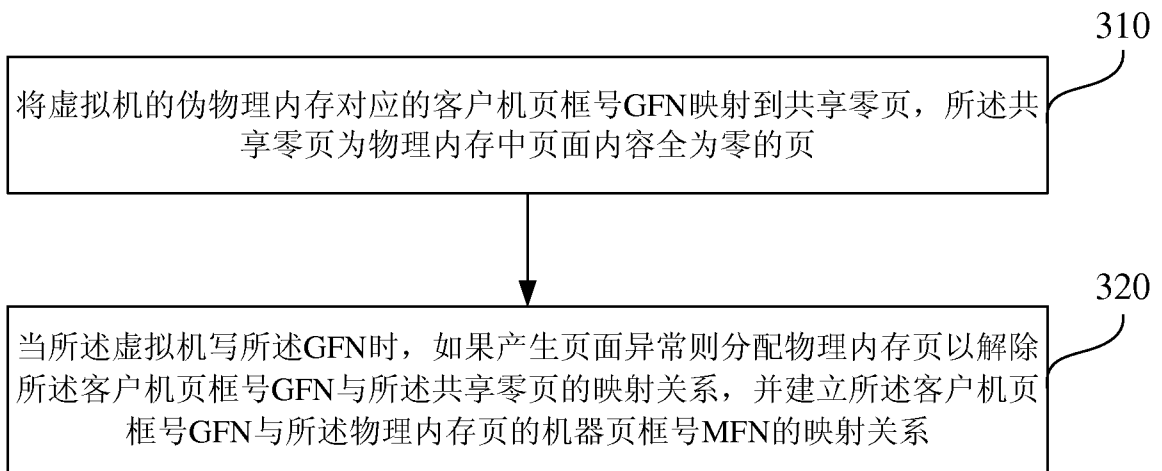 310
将虚拟机的伪物理内存对应的客户机页框号GFN映射到共享零页，所述共
享零页为物理内存中页面内容全为零的页
320
当所述虚拟机写所述GFN时，如果产生页面异常则分配物理内存页以解除
所述客户机页框号GFN与所述共享零页的映射关系，并建立所述客户机页
框号GFN与所述物理内存页的机器页框号MFN的映射关系